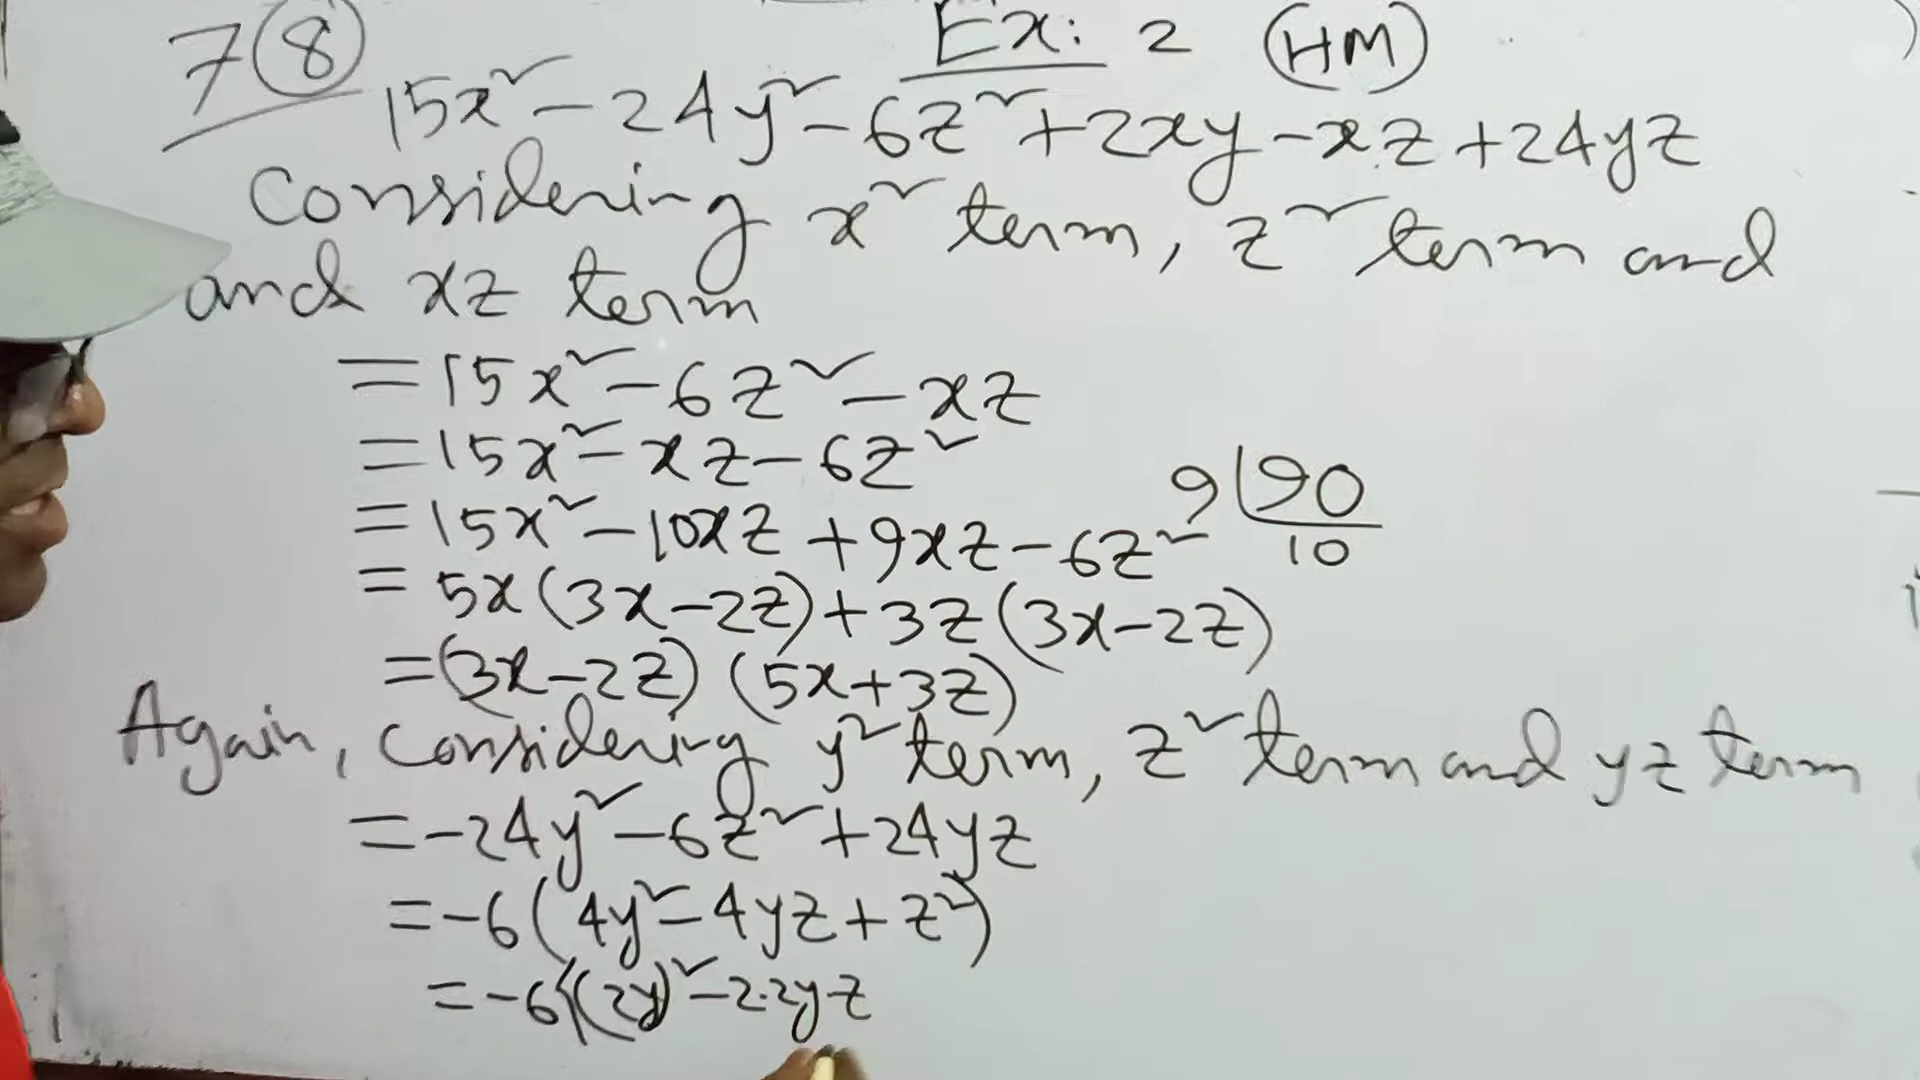 Ex: 2 (HM)
7 (8)
15x² - 24y² - 6z² + 2xy - xz + 24yz
Considering x² term, z² term and
and xz term
= 15x² - 6z² - xz
= 15x² - xz - 6z²
= 15x² - 10xz + 9xz - 6z²
9 | 90
10
= 5x(3x - 2z) + 3z(3x - 2z)
= (3x - 2z) (5x + 3z)
Again, considering y² term, z² term and yz term
= -24y² - 6z² + 24yz
= -6(4y² - 4yz + z²)
= -6{(2y)² - 2.2y.z